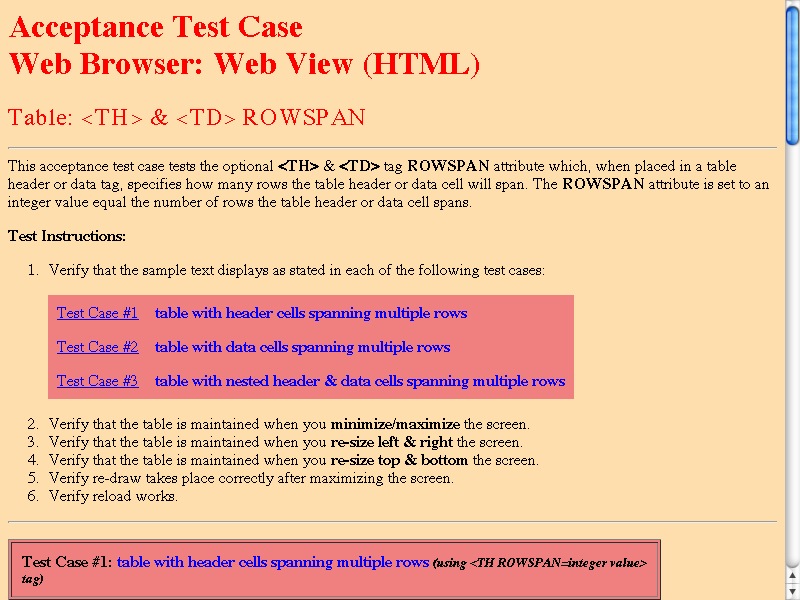 Acceptance Test Case
Web Browser: Web View (HTML)
Table: <TH> & <TD> ROWSPAN
This acceptance test case tests the optional <TH> & <TD> tag ROWSPAN attribute which, when placed in a table
header or data tag, specifies how many rows the table header or data cell will span. The ROWSPAN attribute is set to an
integer value equal the number of rows the table header or data cell spans.
Test Instructions:
1. Verify that the sample text displays as stated in each of the following test cases:
Test Case #1 table with header cells spanning multiple rows
Test Case #2 table with data cells spanning multiple rows
Test Case #3 table with nested header & data cells spanning multiple rows
2. Verify that the table is maintained when you minimize/maximize the screen.
3. Verify that the table is maintained when you re-size left & right the screen.
4. Verify that the table is maintained when you re-size top & bottom the screen.
5. Verify re-draw takes place correctly after maximizing the screen.
6. Verify reload works.
Test Case #1: table with header cells spanning multiple rows (using <TH ROWSPAN=integer value>
tag)